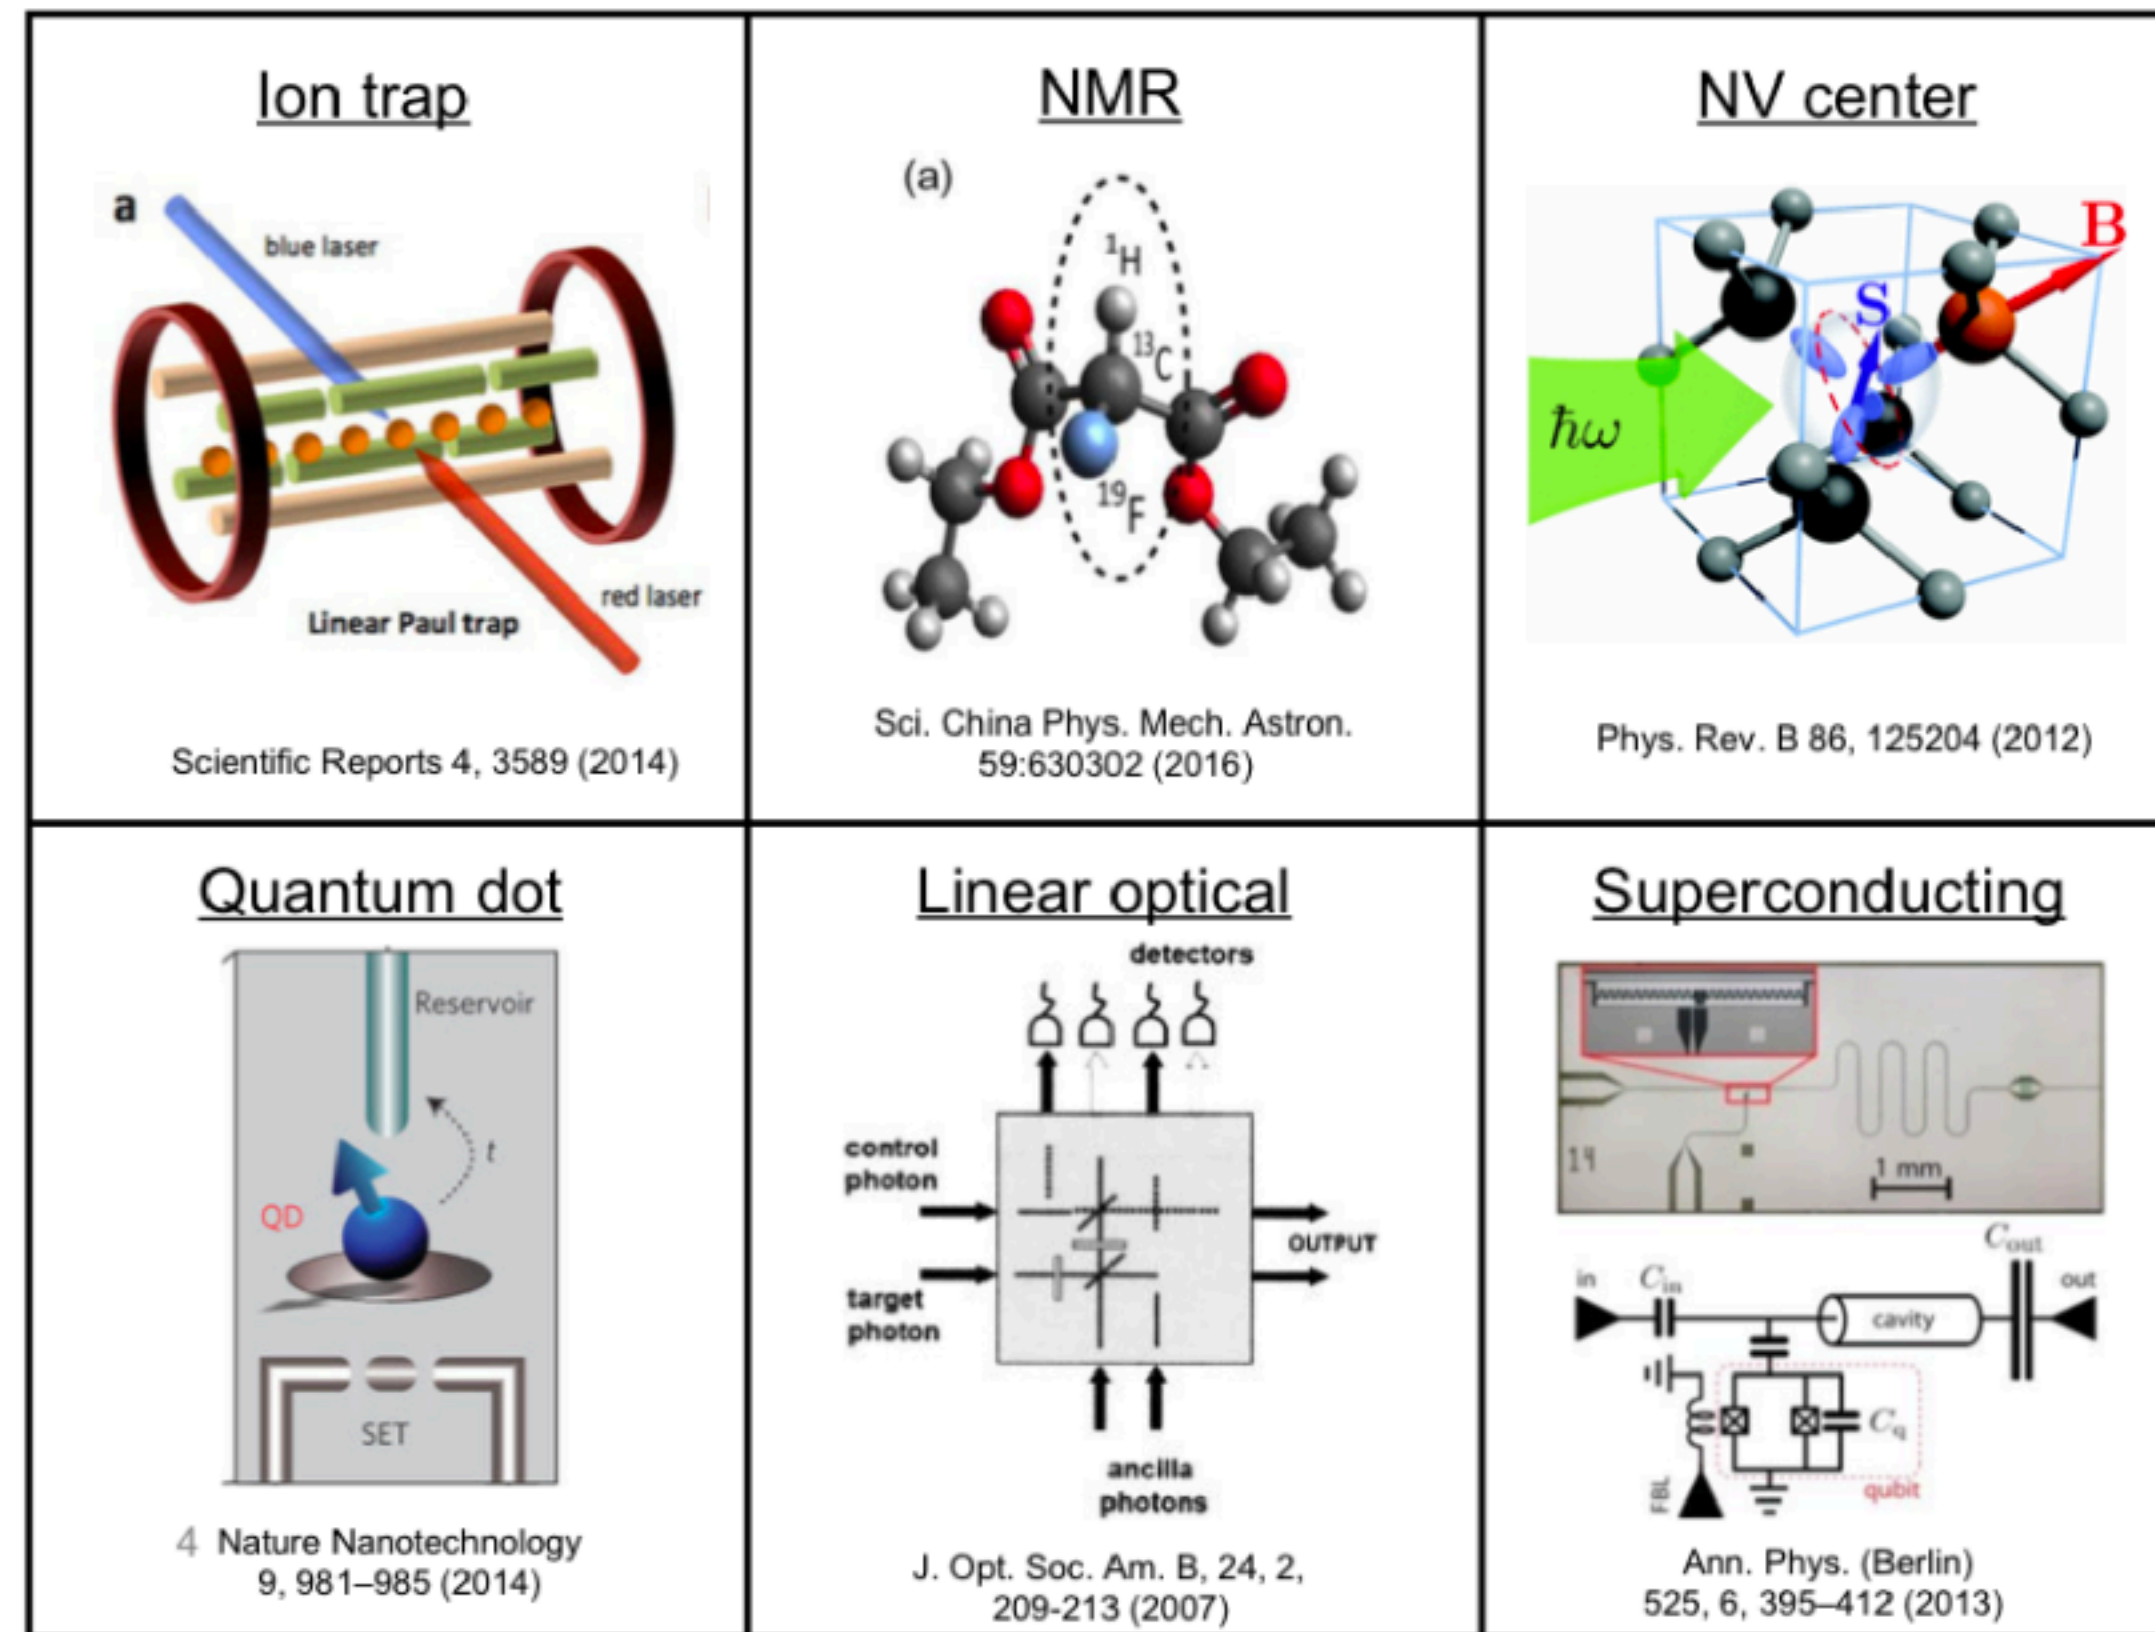 Ion trap
a
blue laser
red laser
Linear Paul trap
Scientific Reports 4, 3589 (2014)
NMR
(a)
¹H
¹³C
¹⁹F
Sci. China Phys. Mech. Astron.
59:630302 (2016)
NV center
B
S
ℏω
Phys. Rev. B 86, 125204 (2012)
Quantum dot
Reservoir
t
QD
SET
4 Nature Nanotechnology
9, 981–985 (2014)
Linear optical
detectors
control
photon
OUTPUT
target
photon
ancilla
photons
J. Opt. Soc. Am. B, 24, 2,
209-213 (2007)
Superconducting
14
1 mm
in
C_in
C_out
out
cavity
C_q
FBL
qubit
Ann. Phys. (Berlin)
525, 6, 395–412 (2013)